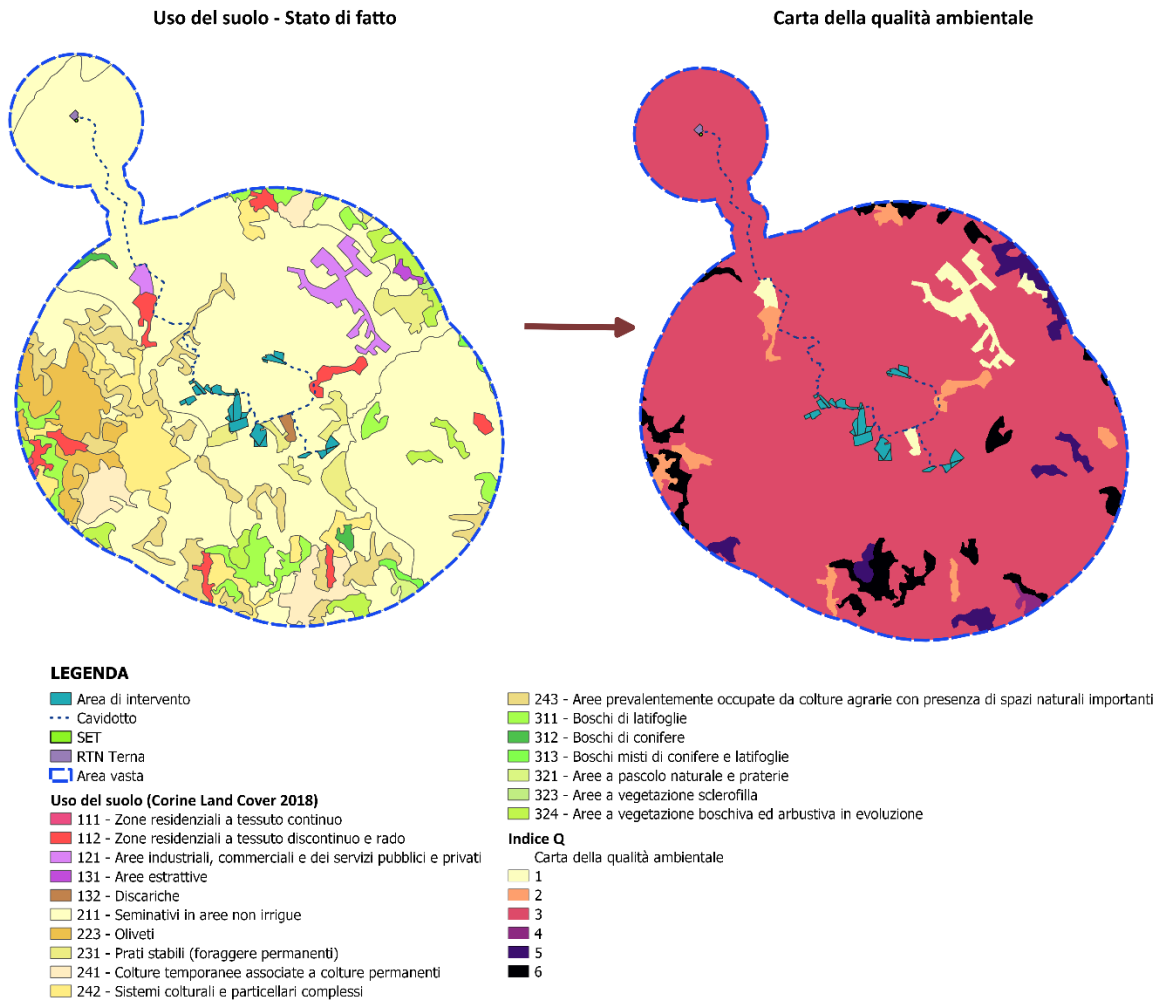 Uso del suolo - Stato di fatto
Carta della qualità ambientale
LEGENDA
Area di intervento
Cavidotto
SET
RTN Terna
Area vasta
Uso del suolo (Corine Land Cover 2018)
111 - Zone residenziali a tessuto continuo
112 - Zone residenziali a tessuto discontinuo e rado
121 - Aree industriali, commerciali e dei servizi pubblici e privati
131 - Aree estrattive
132 - Discariche
211 - Seminativi in aree non irrigue
223 - Oliveti
231 - Prati stabili (foraggere permanenti)
241 - Colture temporanee associate a colture permanenti
242 - Sistemi colturali e particellari complessi
243 - Aree prevalentemente occupate da colture agrarie con presenza di spazi naturali importanti
311 - Boschi di latifoglie
312 - Boschi di conifere
313 - Boschi misti di conifere e latifoglie
321 - Aree a pascolo naturale e praterie
323 - Aree a vegetazione sclerofilla
324 - Aree a vegetazione boschiva ed arbustiva in evoluzione
Indice Q
Carta della qualità ambientale
1
2
3
4
5
6